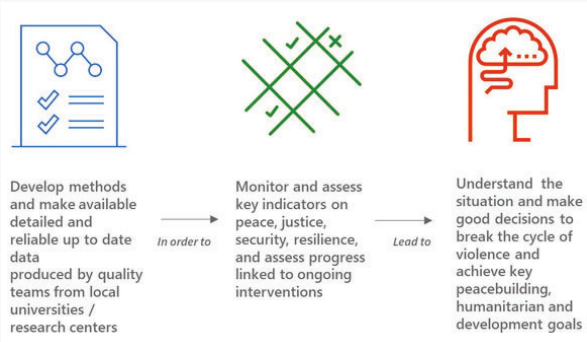 Develop methods
and make available
detailed and
reliable up to date
data
produced by quality
teams from local
universities /
research centers
In order to
Monitor and assess
key indicators on
peace, justice,
security, resilience,
and assess progress
linked to ongoing
interventions
Lead to
Understand the
situation and make
good decisions to
break the cycle of
violence and
achieve key
peacebuilding,
humanitarian and
development goals